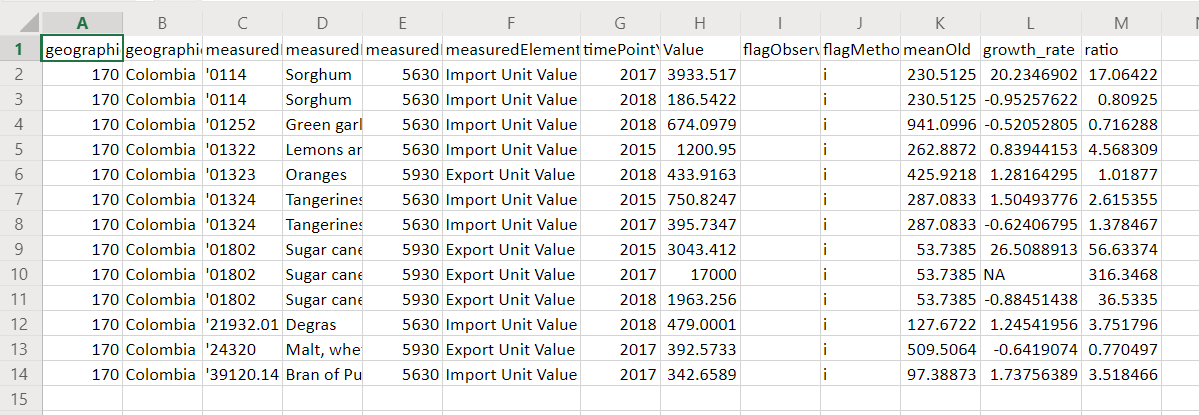 A B C D E F G H I J K L M
1 geographi geographi measured measured measured measuredElement timePointY Value flagObserv flagMetho meanOld growth_rate ratio
2 170 Colombia '0114 Sorghum 5630 Import Unit Value 2017 3933.517 i 230.5125 20.2346902 17.06422
3 170 Colombia '0114 Sorghum 5630 Import Unit Value 2018 186.5422 i 230.5125 -0.95257622 0.80925
4 170 Colombia '01252 Green garl 5630 Import Unit Value 2018 674.0979 i 941.0996 -0.52052805 0.716288
5 170 Colombia '01322 Lemons ar 5630 Import Unit Value 2015 1200.95 i 262.8872 0.83944153 4.568309
6 170 Colombia '01323 Oranges 5930 Export Unit Value 2018 433.9163 i 425.9218 1.28164295 1.01877
7 170 Colombia '01324 Tangerines 5630 Import Unit Value 2015 750.8247 i 287.0833 1.50493776 2.615355
8 170 Colombia '01324 Tangerines 5630 Import Unit Value 2017 395.7347 i 287.0833 -0.62406795 1.378467
9 170 Colombia '01802 Sugar cane 5930 Export Unit Value 2015 3043.412 i 53.7385 26.5088913 56.63374
10 170 Colombia '01802 Sugar cane 5930 Export Unit Value 2017 17000 i 53.7385 NA 316.3468
11 170 Colombia '01802 Sugar cane 5930 Export Unit Value 2018 1963.256 i 53.7385 -0.88451438 36.5335
12 170 Colombia '21932.01 Degras 5630 Import Unit Value 2018 479.0001 i 127.6722 1.24541956 3.751796
13 170 Colombia '24320 Malt, whe 5930 Export Unit Value 2017 392.5733 i 509.5064 -0.6419074 0.770497
14 170 Colombia '39120.14 Bran of Pu 5630 Import Unit Value 2017 342.6589 i 97.38873 1.73756389 3.518466
15